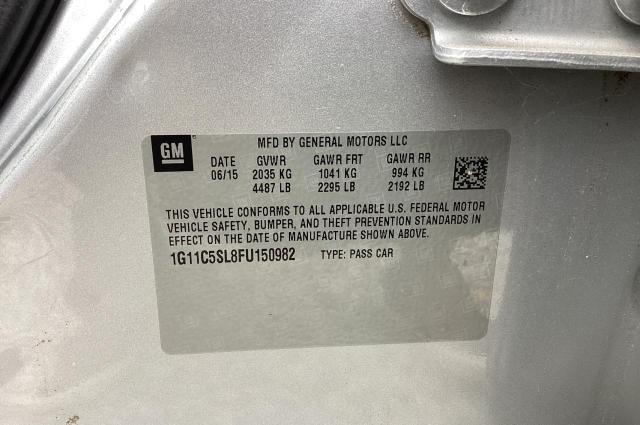 GM
MFD BY GENERAL MOTORS LLC
DATE GVWR GAWR FRT GAWR RR
06/15 2035 KG 1041 KG 994 KG
4487 LB 2295 LB 2192 LB
THIS VEHICLE CONFORMS TO ALL APPLICABLE U.S. FEDERAL MOTOR
VEHICLE SAFETY, BUMPER, AND THEFT PREVENTION STANDARDS IN
EFFECT ON THE DATE OF MANUFACTURE SHOWN ABOVE.
1G11C5SL8FU150982 TYPE: PASS CAR